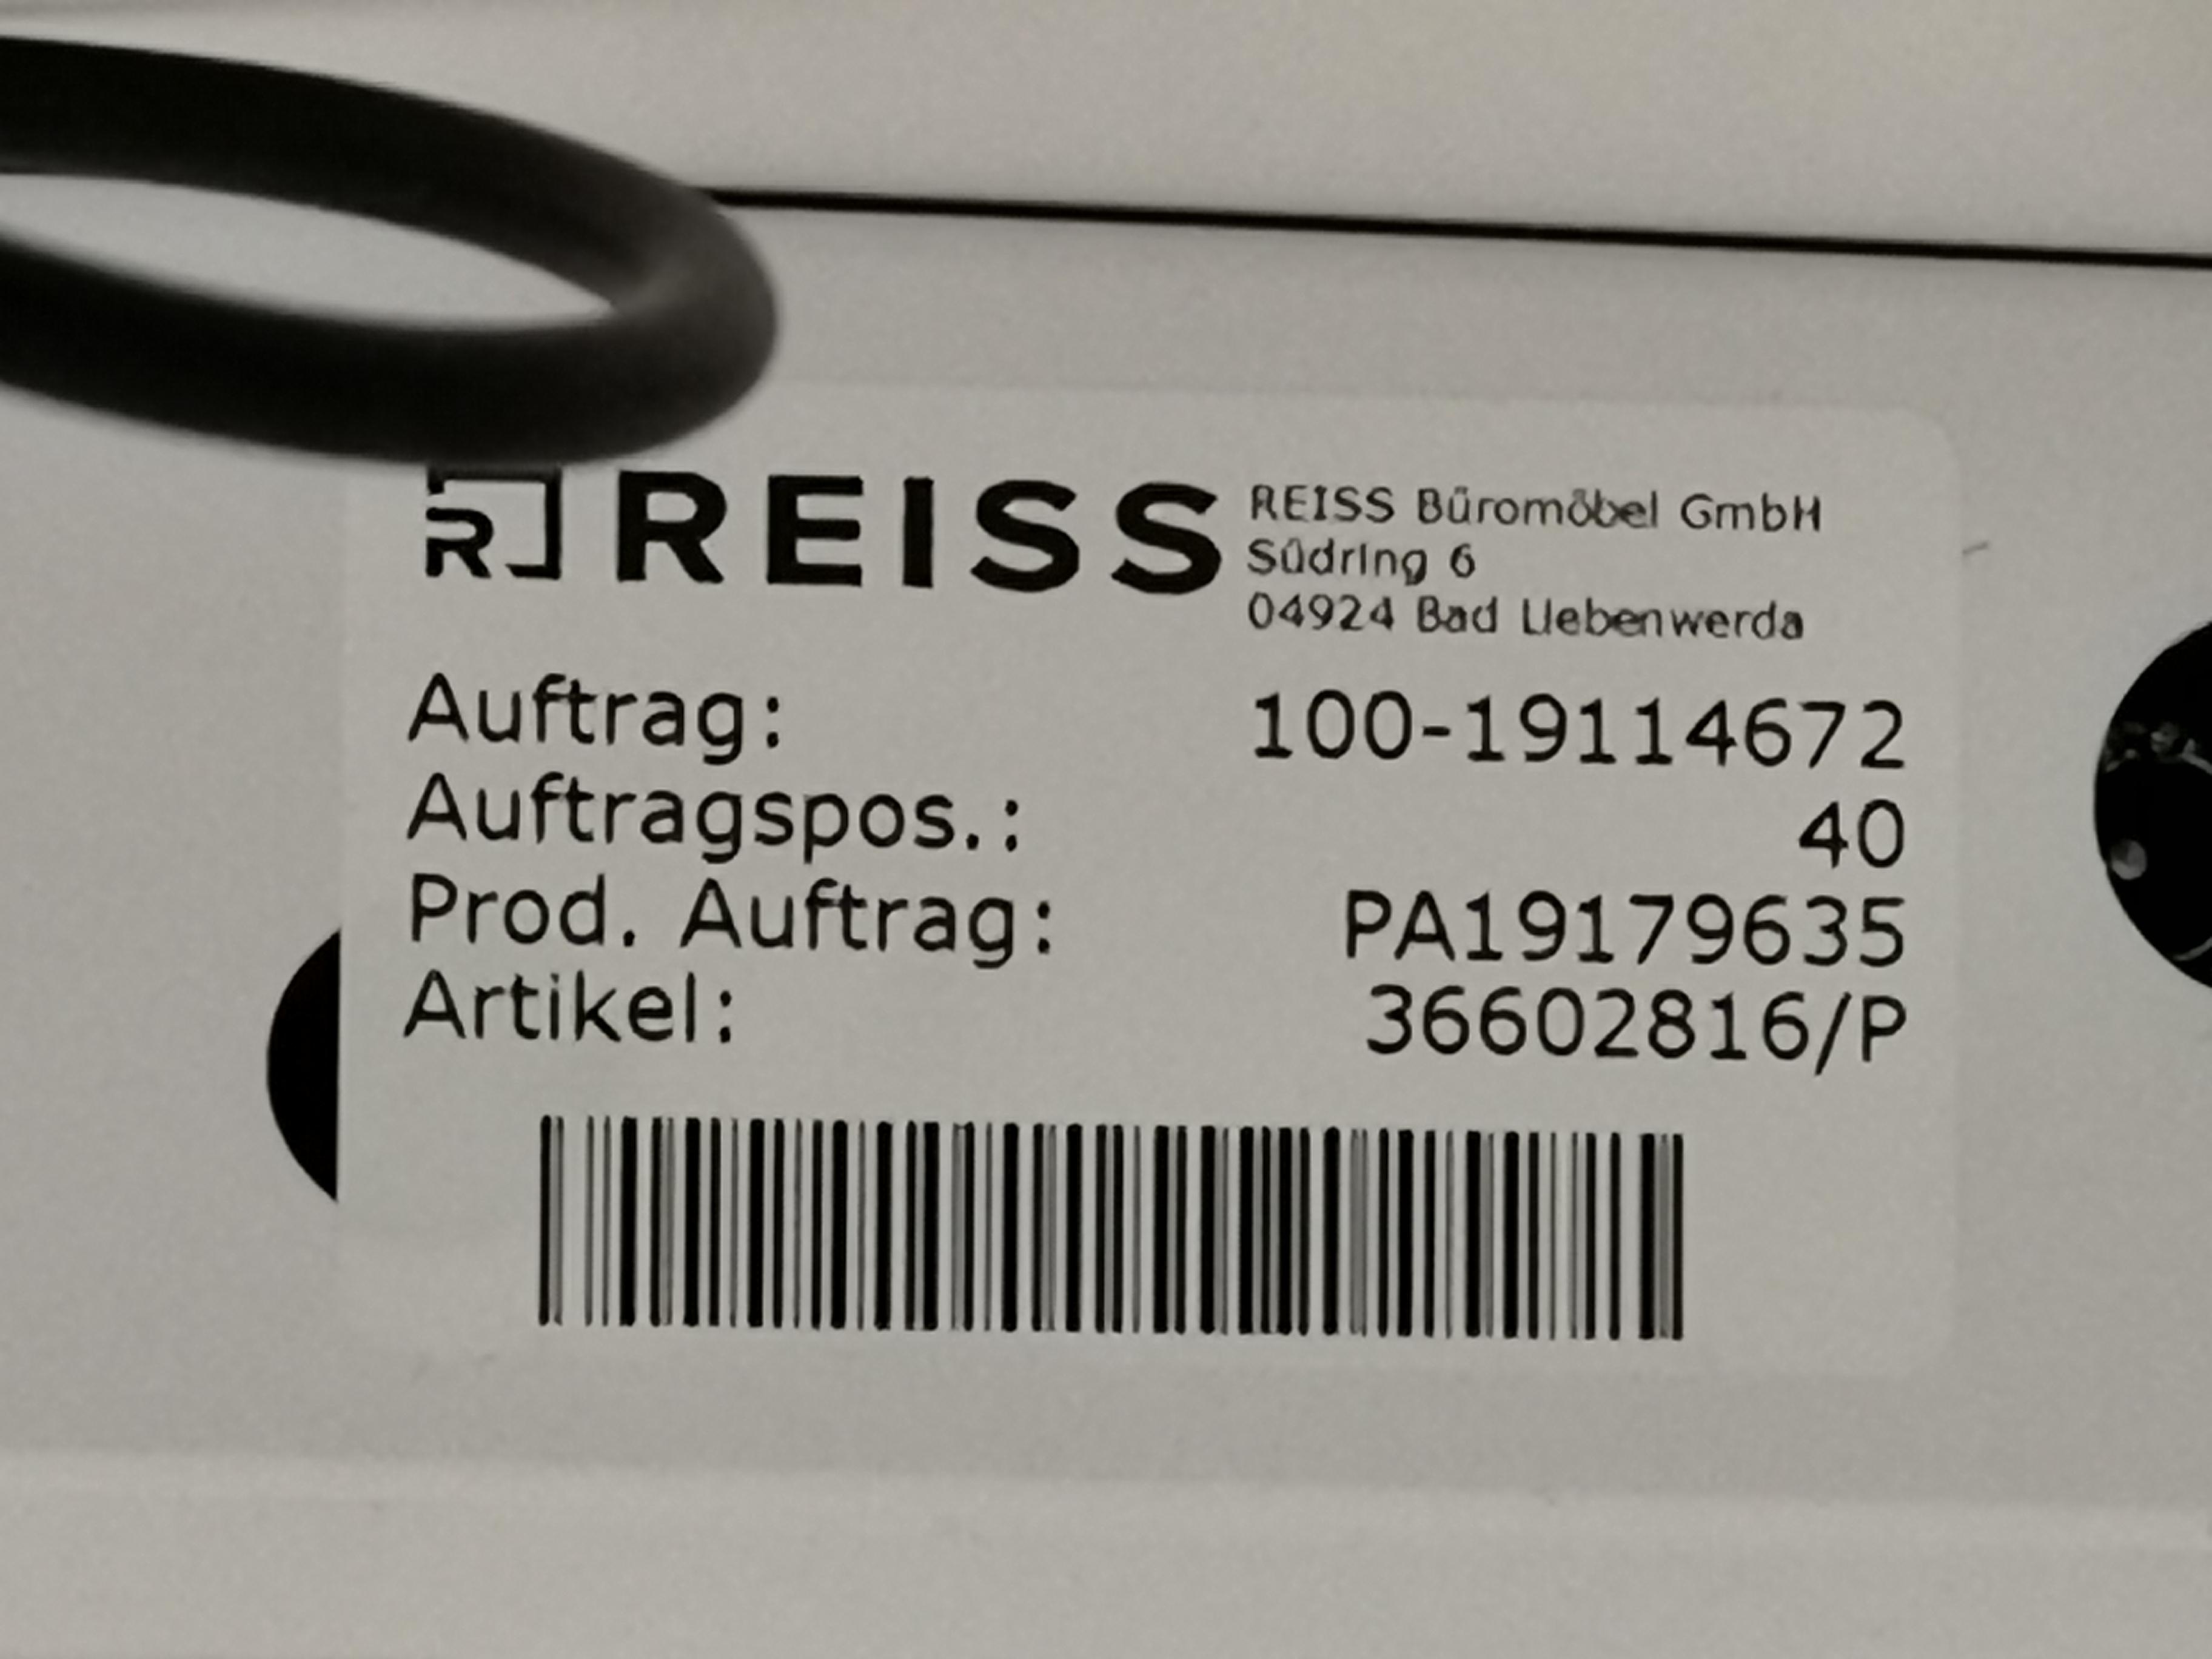 R REISS
REISS Büromöbel GmbH
Südring 6
04924 Bad Liebenwerda
Auftrag: 100-19114672
Auftragspos.: 40
Prod. Auftrag: PA19179635
Artikel: 36602816/P